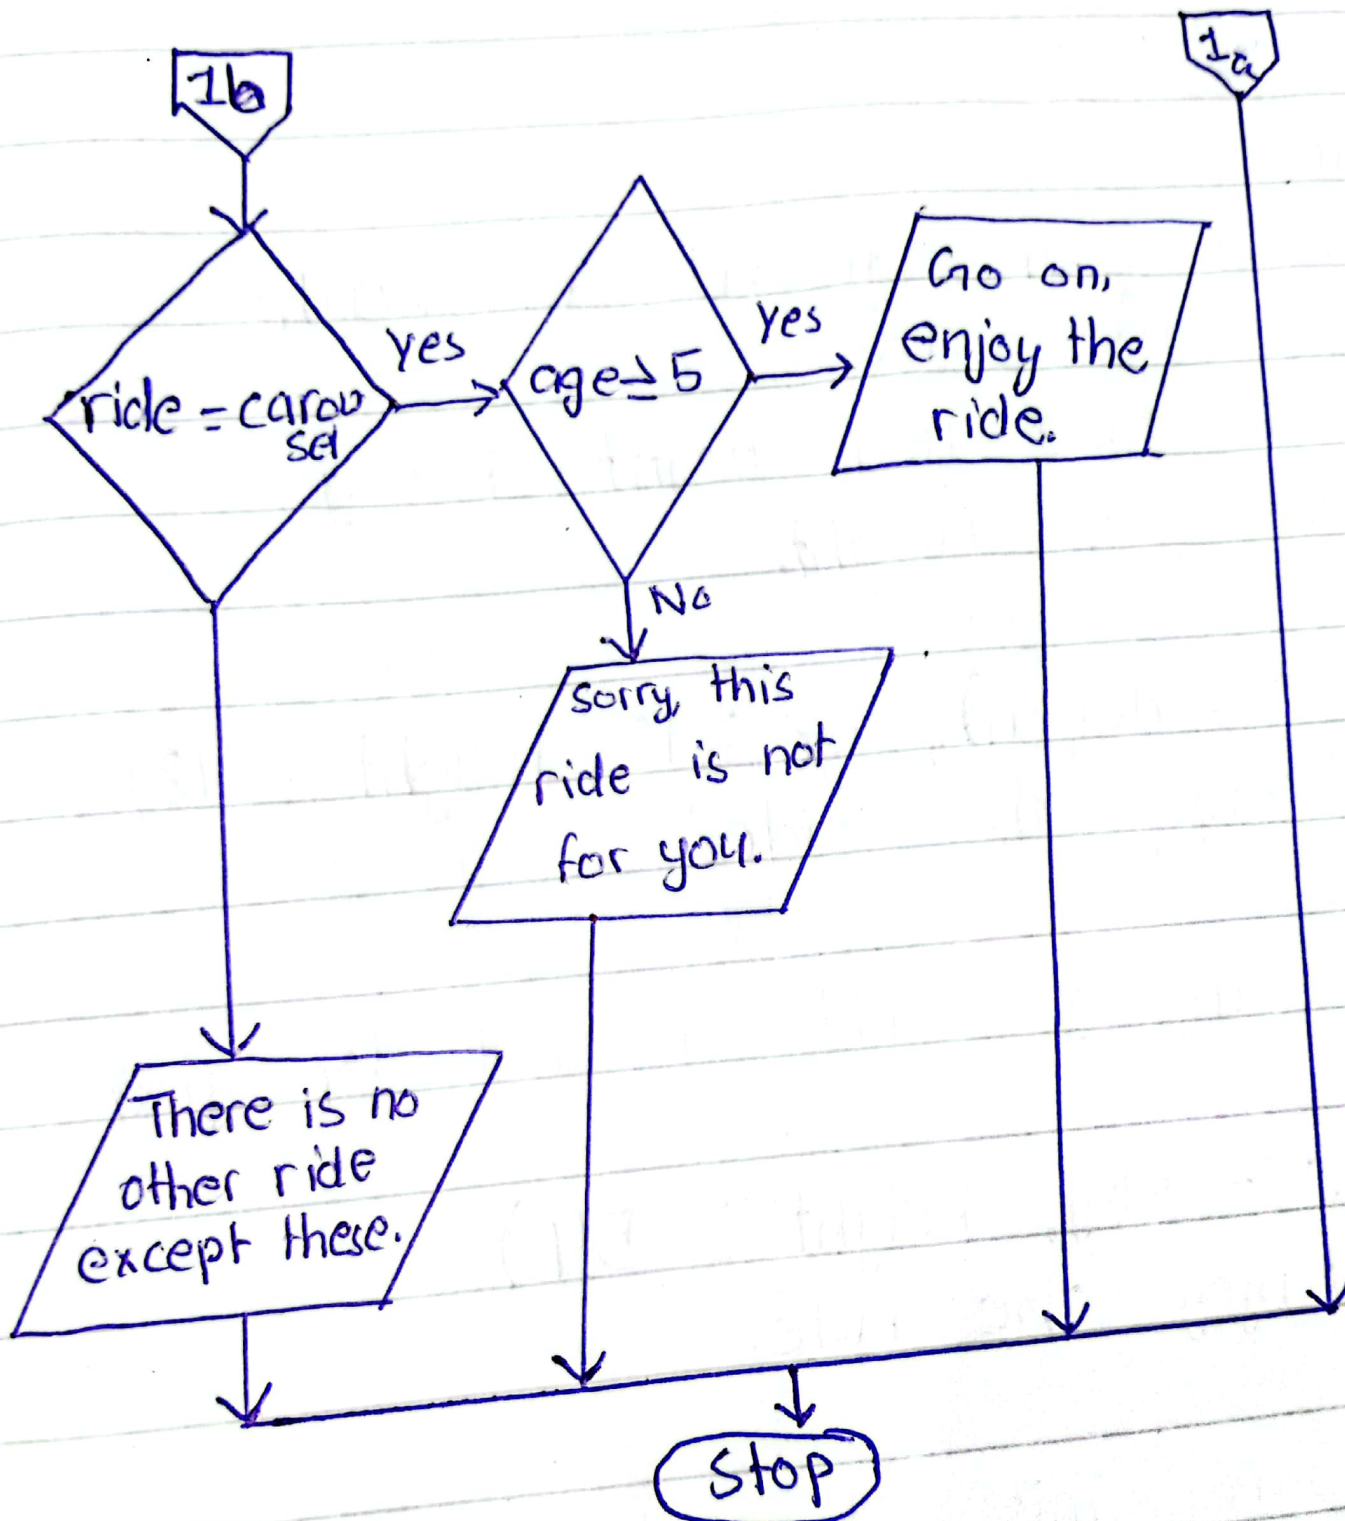 1b
1a
ride = carou
sel
yes
age ≥ 5
yes
Go on,
enjoy the
ride.
No
sorry, this
ride is not
for you.
There is no
other ride
except these.
Stop